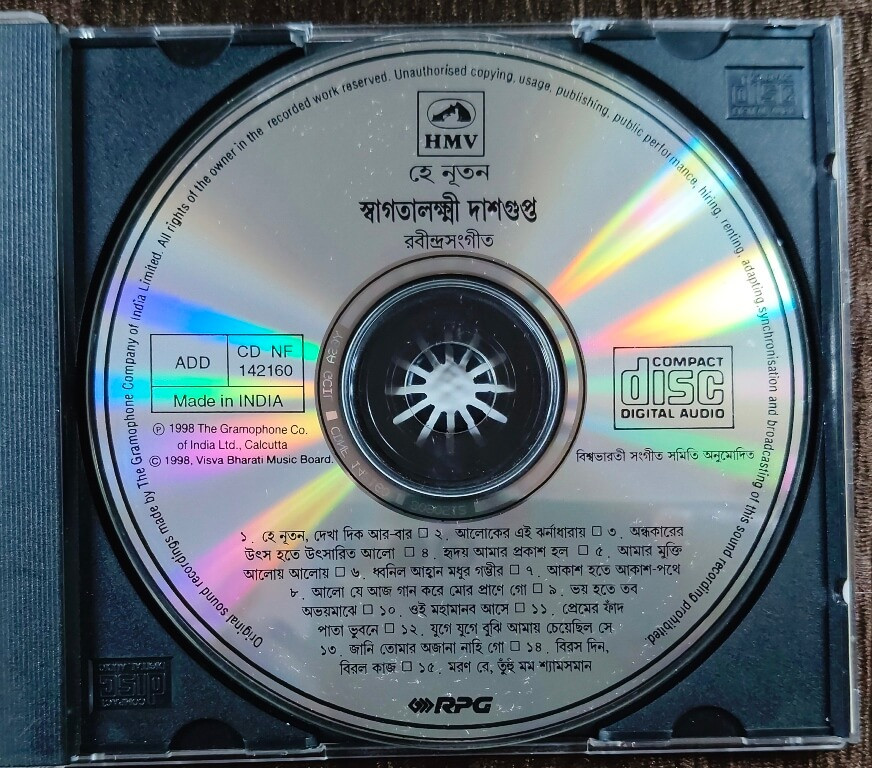 HMV
হে নূতন
স্বাগতালক্ষ্মী দাশগুপ্ত
রবীন্দ্রসংগীত
Original sound recordings made by The Gramophone Company of India Limited. All rights of the owner in the recorded work reserved. Unauthorised copying, usage, publishing, public performance, hiring, renting, adapting, synchronisation and broadcasting of this sound recording prohibited.
ADD
CD NF
142160
Made in INDIA
℗ 1998 The Gramophone Co.
of India Ltd., Calcutta
© 1998, Visva Bharati Music Board.
COMPACT
disc
DIGITAL AUDIO
বিশ্বভারতী সংগীত সমিতি অনুমোদিত
১. হে নূতন, দেখা দিক আর-বার □ ২. আলোকের এই ঝর্নাধারায় □ ৩. অন্ধকারের
উৎস হতে উৎসারিত আলো □ ৪. হৃদয় আমার প্রকাশ হল □ ৫. আমার মুক্তি
আলোয় আলোয় □ ৬. ধ্বনিল আহ্বান মধুর গম্ভীর □ ৭. আকাশ হতে আকাশ-পথে
৮. আলো যে আজ গান করে মোর প্রাণে গো □ ৯. ভয় হতে তব
অভয়মাঝে □ ১০. ওই মহামানব আসে □ ১১. প্রেমের ফাঁদ
পাতা ভুবনে □ ১২. যুগে যুগে বুঝি আমায় চেয়েছিল সে
১৩. জানি তোমার অজানা নাহি গো □ ১৪. বিরস দিন,
বিরল কাজ □ ১৫. মরণ রে, তুঁহুঁ মম শ্যামসমান
RPG